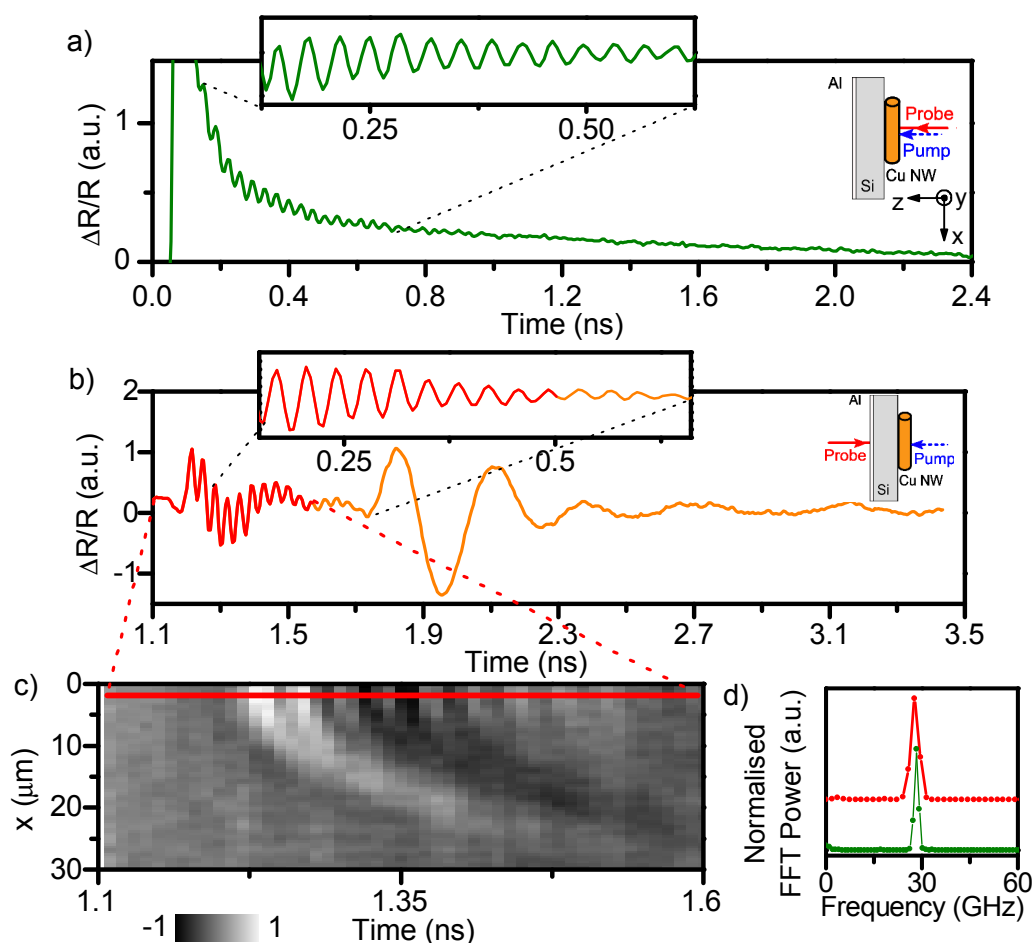 a)
0.25 0.50
1
0
ΔR/R (a.u.)
0.0 0.4 0.8 1.2 1.6 2.0 2.4
Time (ns)
Al
Probe
Pump
Si
Cu NW
z y
x
b)
0.25 0.5
2
1
0
-1
ΔR/R (a.u.)
1.1 1.5 1.9 2.3 2.7 3.1 3.5
Time (ns)
Al
Probe
Pump
Si
Cu NW
c)
0
10
20
30
x (μm)
1.1 1.35 1.6
Time (ns)
-1 1
d)
Normalised
FFT Power (a.u.)
0 30 60
Frequency (GHz)